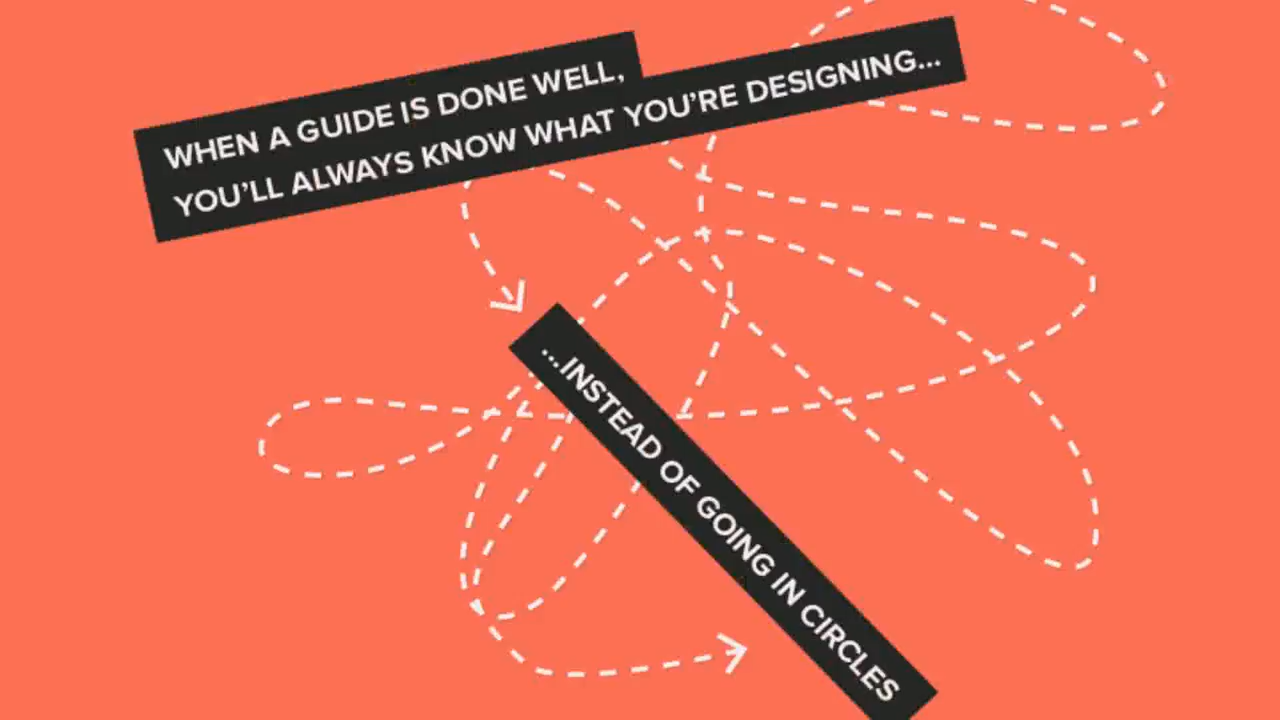 WHEN A GUIDE IS DONE WELL,
YOU'LL ALWAYS KNOW WHAT YOU'RE DESIGNING...
...INSTEAD OF GOING IN CIRCLES